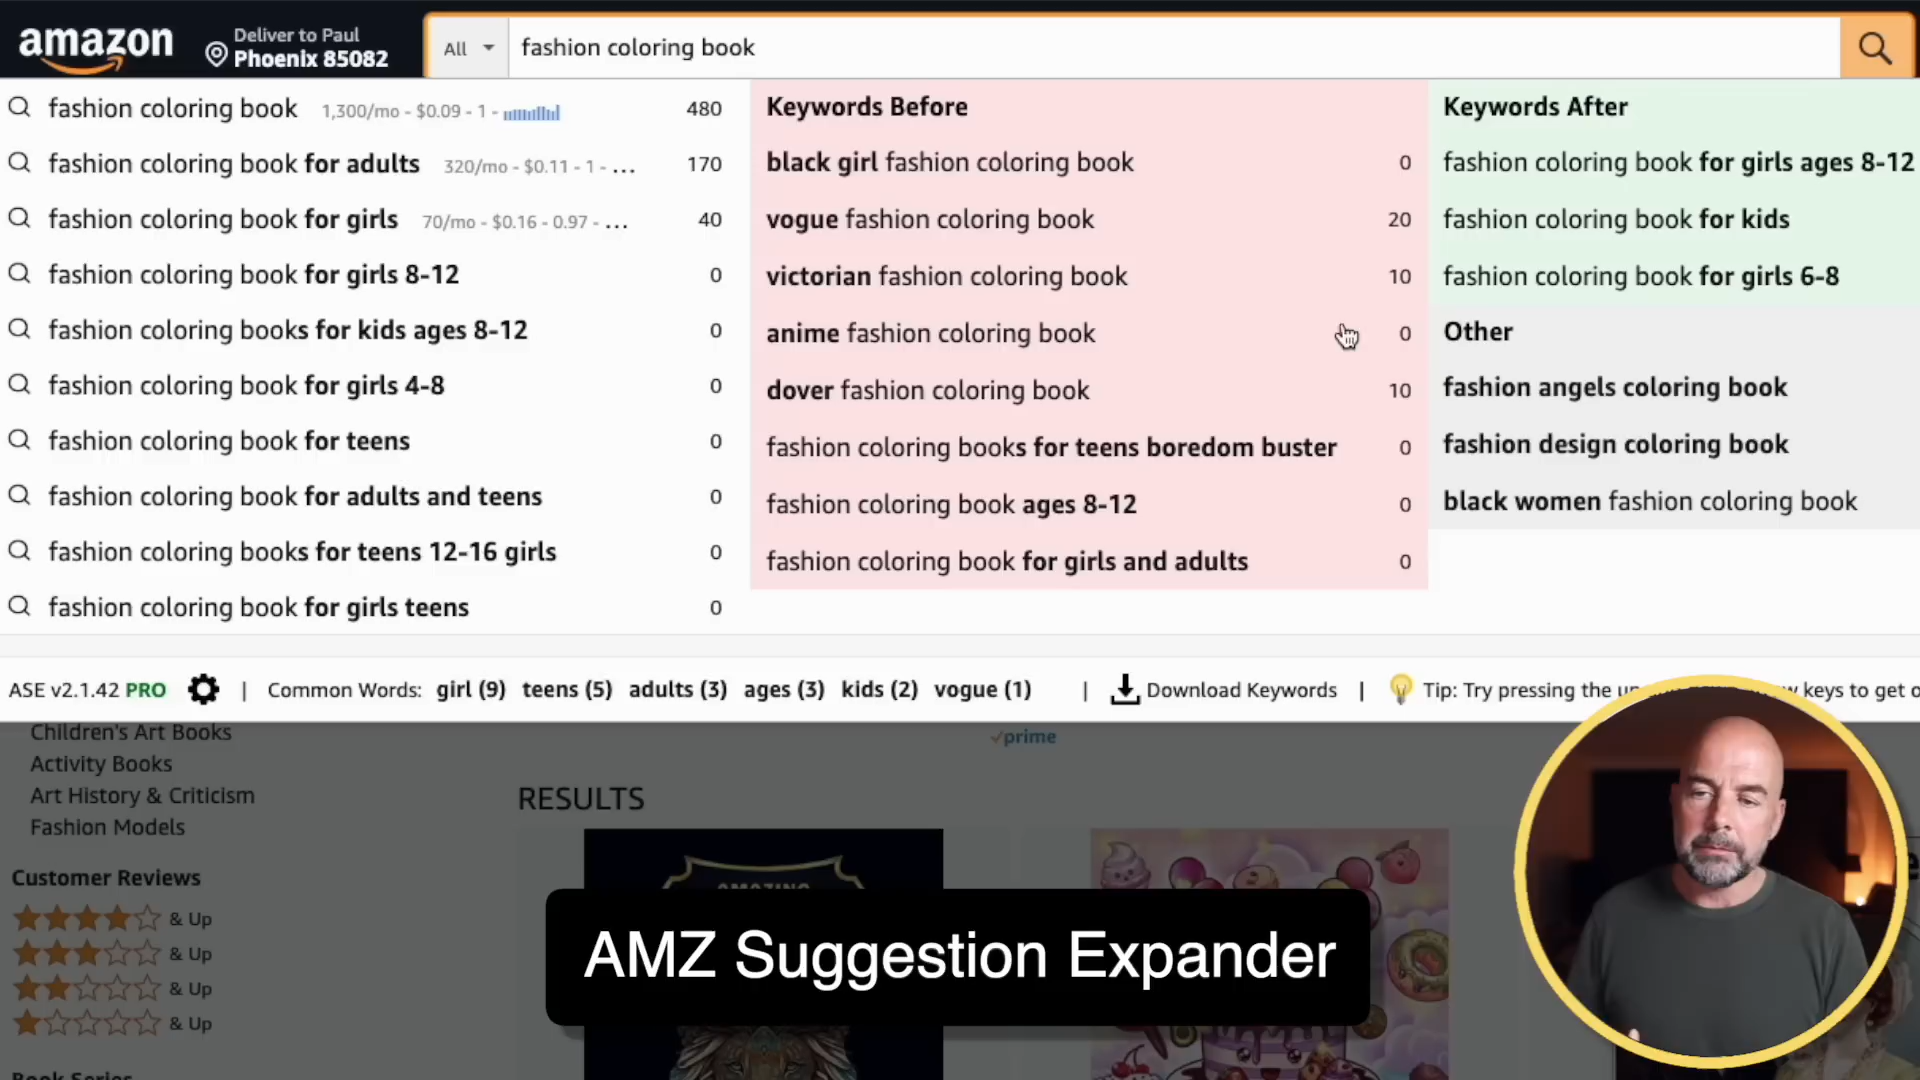 amazon
Deliver to Paul
Phoenix 85082
All
fashion coloring book
fashion coloring book 1,300/mo - $0.09 - 1 - 480
fashion coloring book for adults 320/mo - $0.11 - 1 - ... 170
fashion coloring book for girls 70/mo - $0.16 - 0.97 - ... 40
fashion coloring book for girls 8-12 0
fashion coloring books for kids ages 8-12 0
fashion coloring book for girls 4-8 0
fashion coloring book for teens 0
fashion coloring book for adults and teens 0
fashion coloring books for teens 12-16 girls 0
fashion coloring book for girls teens 0
Keywords Before
black girl fashion coloring book 0
vogue fashion coloring book 20
victorian fashion coloring book 10
anime fashion coloring book 0
dover fashion coloring book 10
fashion coloring books for teens boredom buster 0
fashion coloring book ages 8-12 0
fashion coloring book for girls and adults 0
Keywords After
fashion coloring book for girls ages 8-12
fashion coloring book for kids
fashion coloring book for girls 6-8
Other
fashion angels coloring book
fashion design coloring book
black women fashion coloring book
ASE v2.1.42 PRO | Common Words: girl (9) teens (5) adults (3) ages (3) kids (2) vogue (1) | Download Keywords | Tip: Try pressing the keys to get
Children's Art Books
Activity Books
Art History & Criticism
Fashion Models
Customer Reviews
& Up
& Up
& Up
& Up
Book Series
prime
RESULTS
AMAZING
AMZ Suggestion Expander